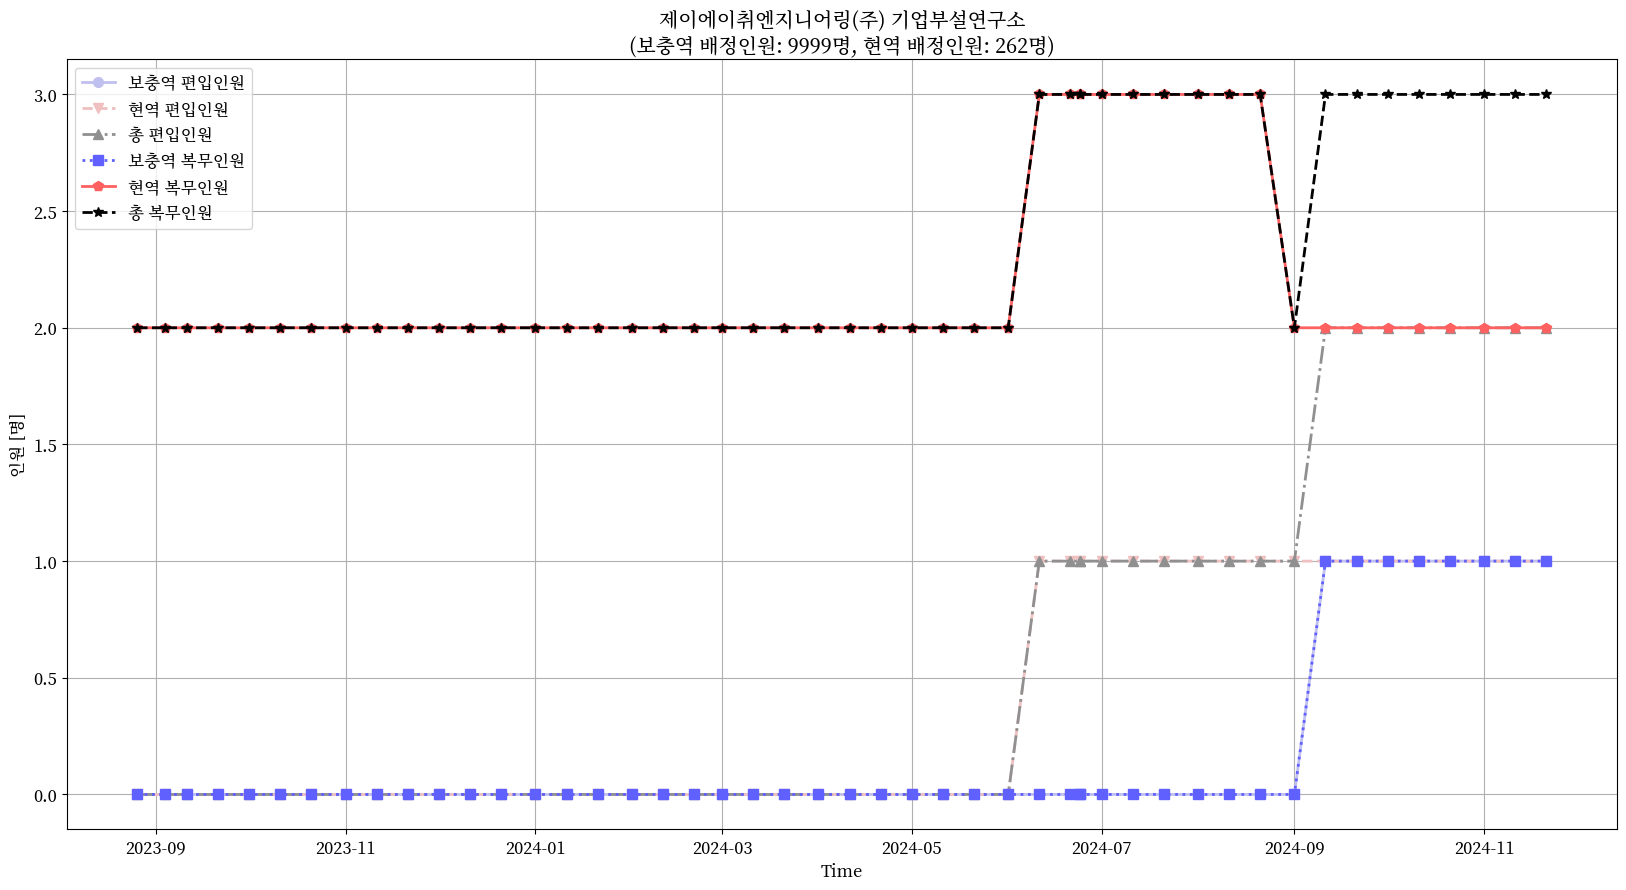 제이에이취엔지니어링(주) 기업부설연구소
(보충역 배정인원: 9999명, 현역 배정인원: 262명)
보충역 편입인원
현역 편입인원
총 편입인원
보충역 복무인원
현역 복무인원
총 복무인원
인원 [명]
3.0
2.5
2.0
1.5
1.0
0.5
0.0
2023-09
2023-11
2024-01
2024-03
2024-05
2024-07
2024-09
2024-11
Time